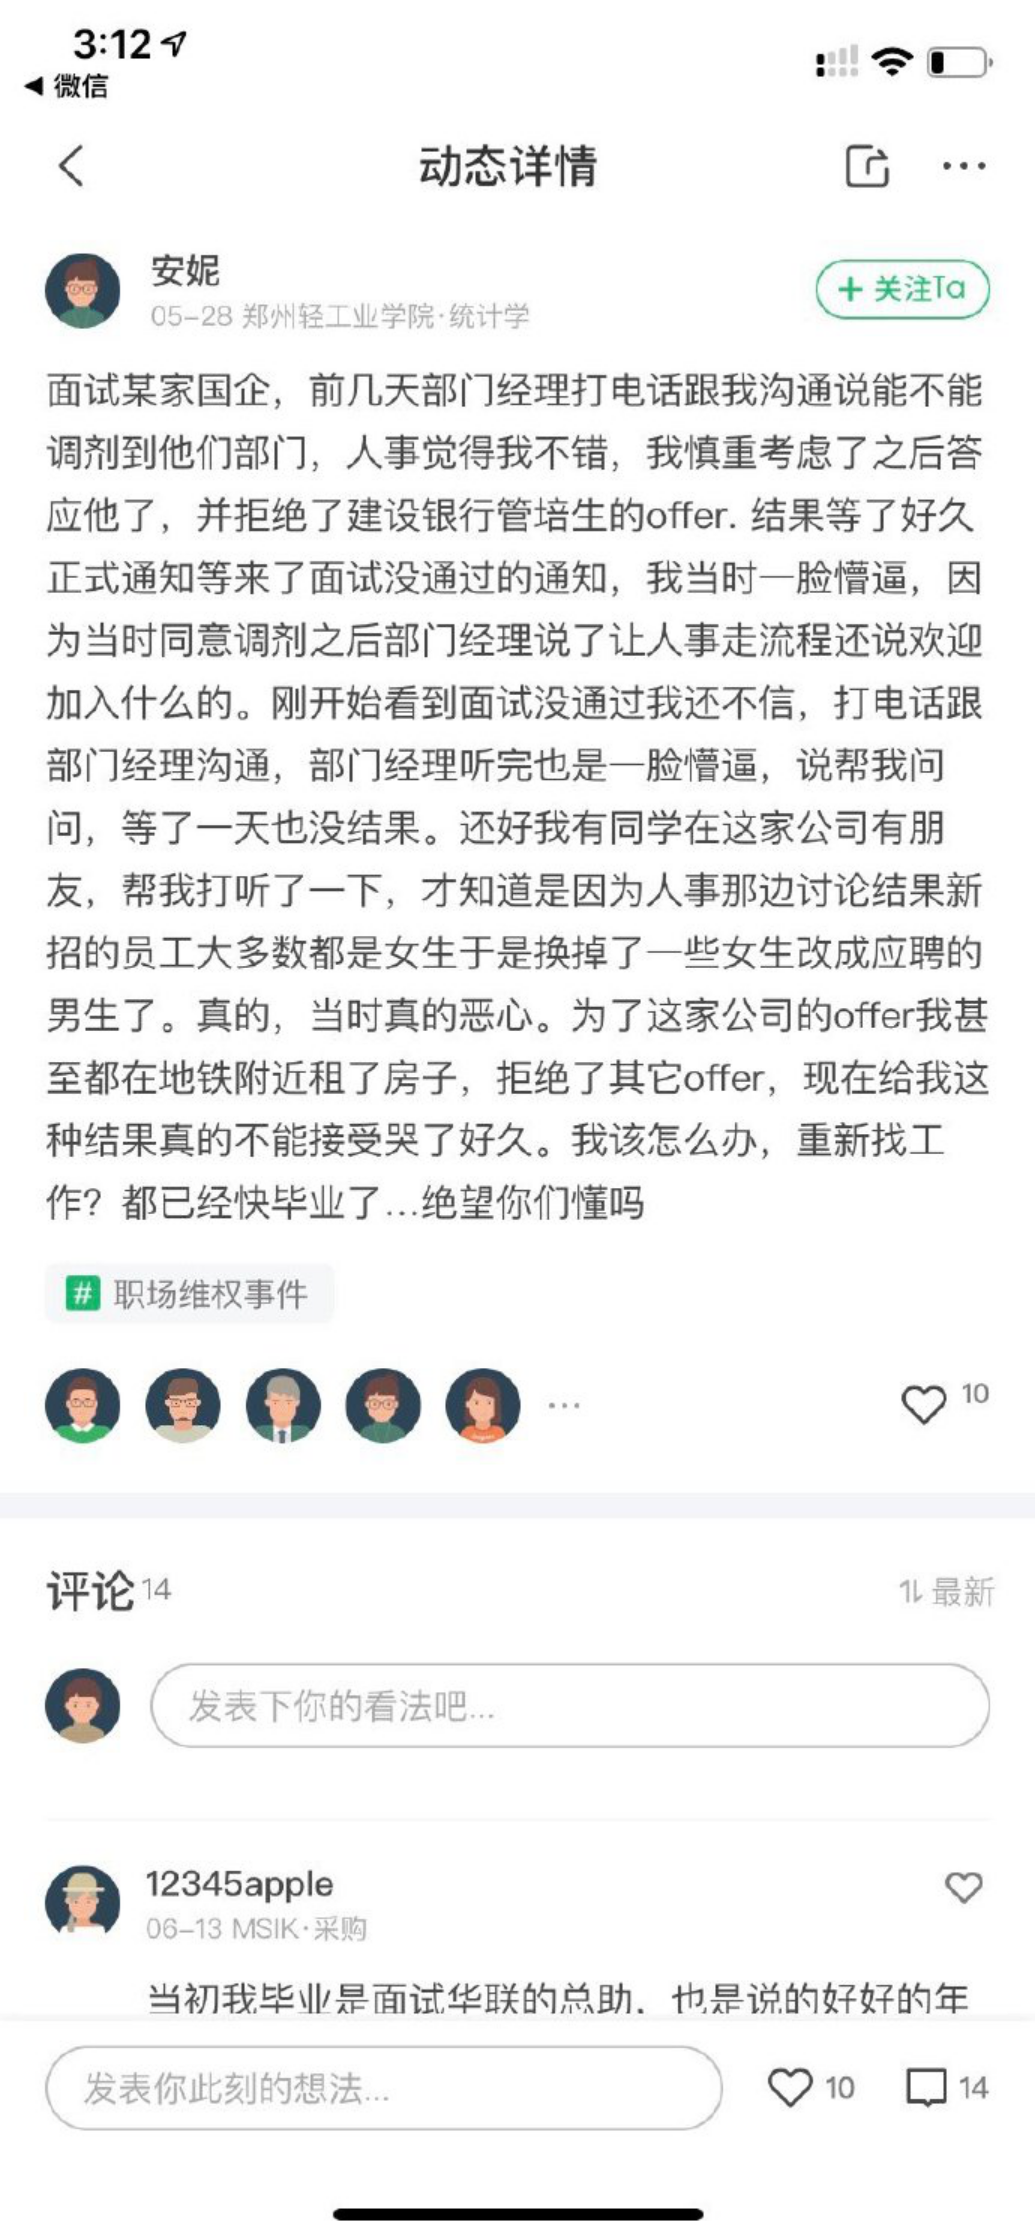 3:12
微信
动态详情
安妮
05-28 郑州轻工业学院·统计学
+ 关注Ta
面试某家国企，前几天部门经理打电话跟我沟通说能不能
调剂到他们部门，人事觉得我不错，我慎重考虑了之后答
应他了，并拒绝了建设银行管培生的offer. 结果等了好久
正式通知等来了面试没通过的通知，我当时一脸懵逼，因
为当时同意调剂之后部门经理说了让人事走流程还说欢迎
加入什么的。刚开始看到面试没通过我还不信，打电话跟
部门经理沟通，部门经理听完也是一脸懵逼，说帮我问
问，等了一天也没结果。还好我有同学在这家公司有朋
友，帮我打听了一下，才知道是因为人事那边讨论结果新
招的员工大多数都是女生于是换掉了一些女生改成应聘的
男生了。真的，当时真的恶心。为了这家公司的offer我甚
至都在地铁附近租了房子，拒绝了其它offer，现在给我这
种结果真的不能接受哭了好久。我该怎么办，重新找工
作？都已经快毕业了...绝望你们懂吗
# 职场维权事件
... 10
评论 14
最新
发表下你的看法吧...
12345apple
06-13 MSIK·采购
当初我毕业是面试华联的总助，也是说的好好的年
发表你此刻的想法...
10
14